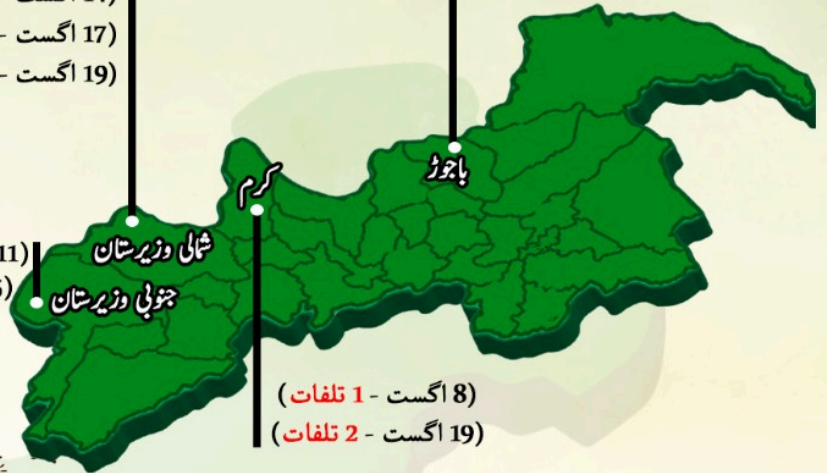 (17 اگست -
(19 اگست -
باجوڑ
کرم
شمالی وزیرستان
جنوبی وزیرستان
(8 اگست - 1 تلفات)
(19 اگست - 2 تلفات)